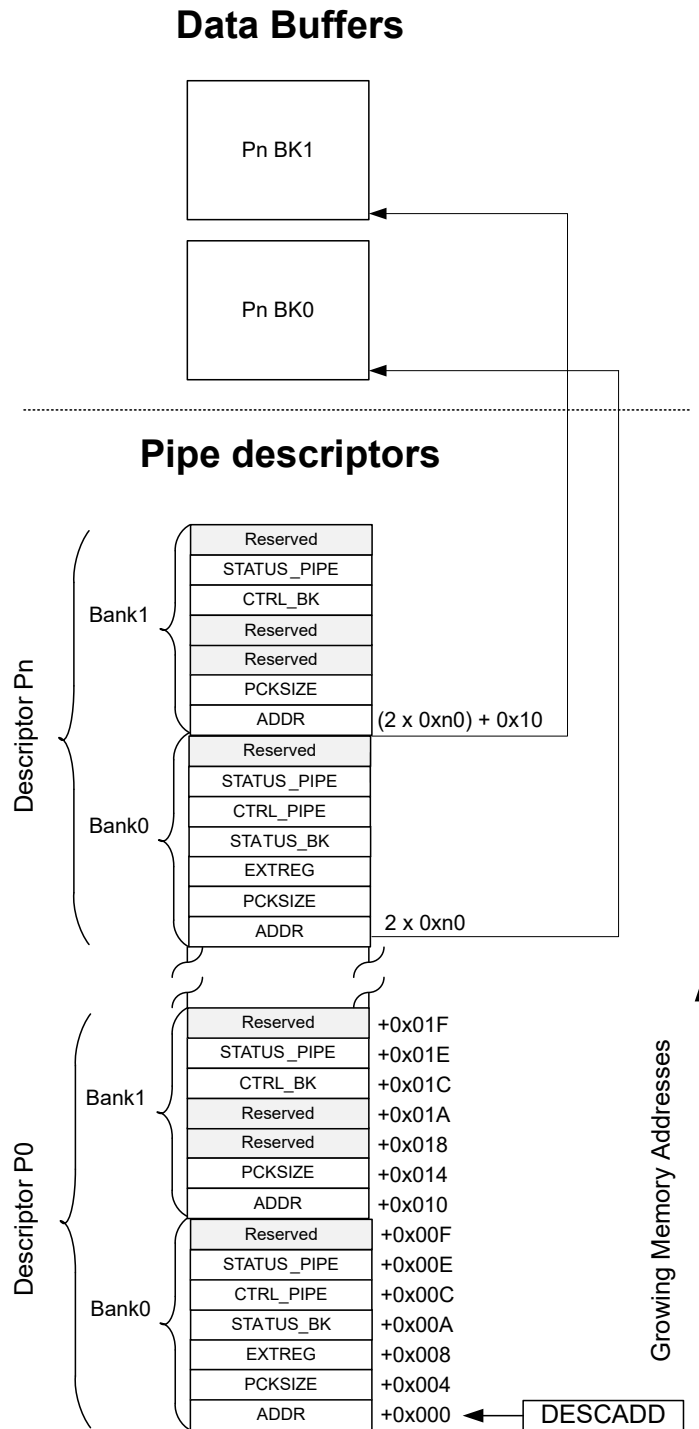 Data Buffers
Pn BK1
Pn BK0
Pipe descriptors
Descriptor Pn
Bank1
Reserved
STATUS_PIPE
CTRL_BK
Reserved
Reserved
PCKSIZE
ADDR (2 x 0xn0) + 0x10
Bank0
Reserved
STATUS_PIPE
CTRL_PIPE
STATUS_BK
EXTREG
PCKSIZE
ADDR 2 x 0xn0
Descriptor P0
Bank1
Reserved +0x01F
STATUS_PIPE +0x01E
CTRL_BK +0x01C
Reserved +0x01A
Reserved +0x018
PCKSIZE +0x014
ADDR +0x010
Bank0
Reserved +0x00F
STATUS_PIPE +0x00E
CTRL_PIPE +0x00C
STATUS_BK +0x00A
EXTREG +0x008
PCKSIZE +0x004
ADDR +0x000 DESCADD
Growing Memory Addresses